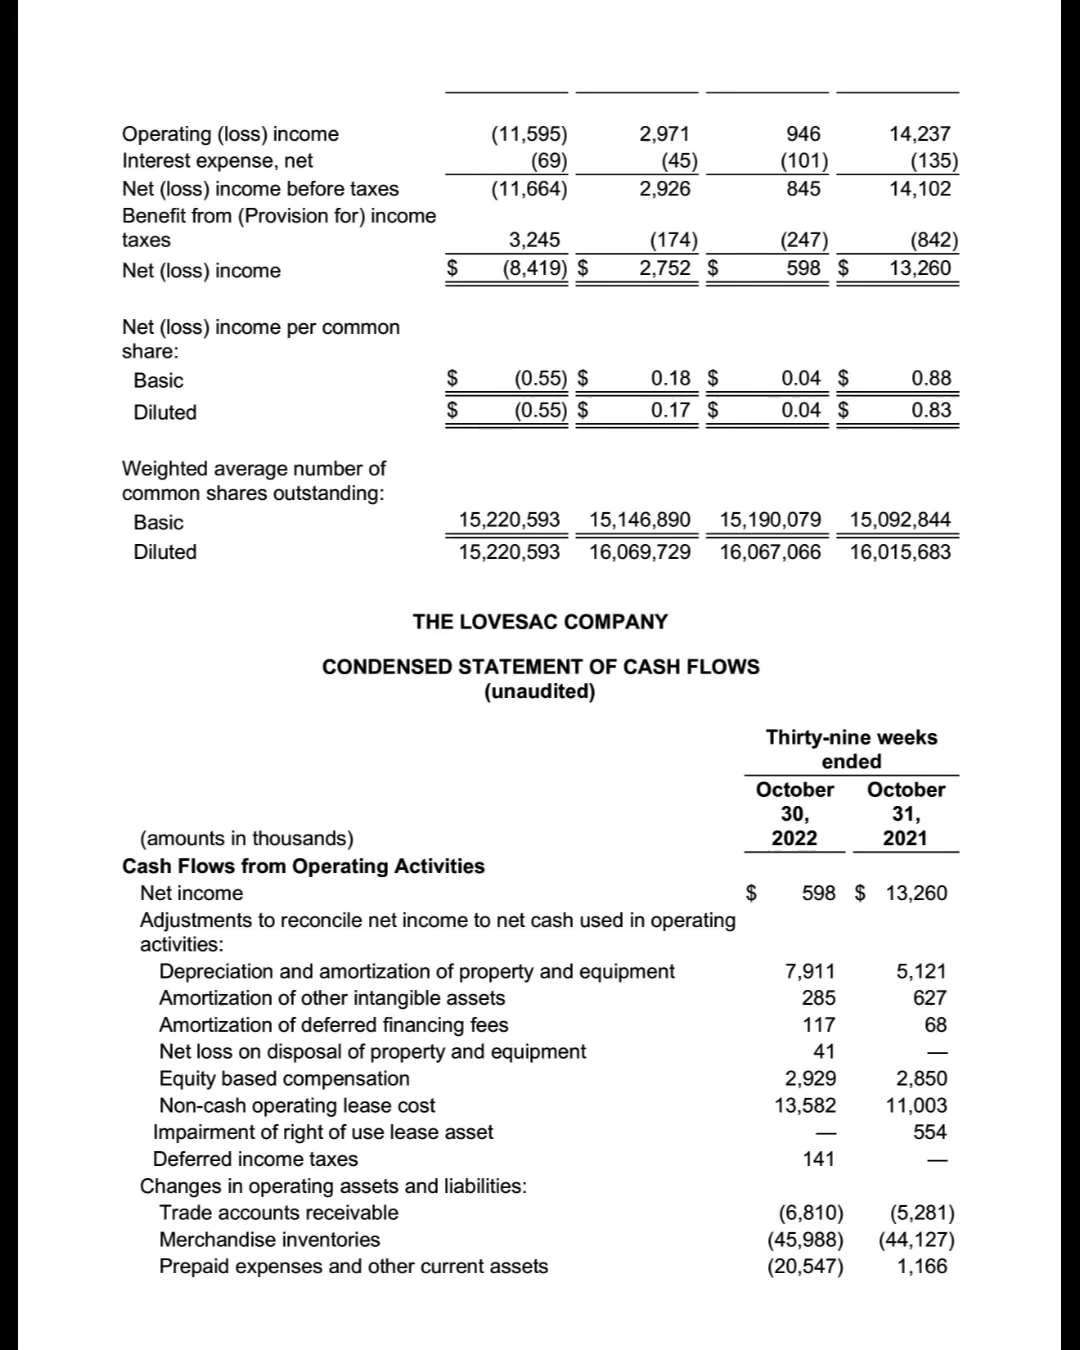 Operating (loss) income (11,595) 2,971 946 14,237
Interest expense, net (69) (45) (101) (135)
Net (loss) income before taxes (11,664) 2,926 845 14,102
Benefit from (Provision for) income
taxes 3,245 (174) (247) (842)
Net (loss) income $ (8,419) $ 2,752 $ 598 $ 13,260
Net (loss) income per common
share:
Basic $ (0.55) $ 0.18 $ 0.04 $ 0.88
Diluted $ (0.55) $ 0.17 $ 0.04 $ 0.83
Weighted average number of
common shares outstanding:
Basic 15,220,593 15,146,890 15,190,079 15,092,844
Diluted 15,220,593 16,069,729 16,067,066 16,015,683
THE LOVESAC COMPANY
CONDENSED STATEMENT OF CASH FLOWS
(unaudited)
Thirty-nine weeks
ended
October October
30, 31,
(amounts in thousands) 2022 2021
Cash Flows from Operating Activities
Net income $ 598 $ 13,260
Adjustments to reconcile net income to net cash used in operating
activities:
Depreciation and amortization of property and equipment 7,911 5,121
Amortization of other intangible assets 285 627
Amortization of deferred financing fees 117 68
Net loss on disposal of property and equipment 41 —
Equity based compensation 2,929 2,850
Non-cash operating lease cost 13,582 11,003
Impairment of right of use lease asset — 554
Deferred income taxes 141 —
Changes in operating assets and liabilities:
Trade accounts receivable (6,810) (5,281)
Merchandise inventories (45,988) (44,127)
Prepaid expenses and other current assets (20,547) 1,166